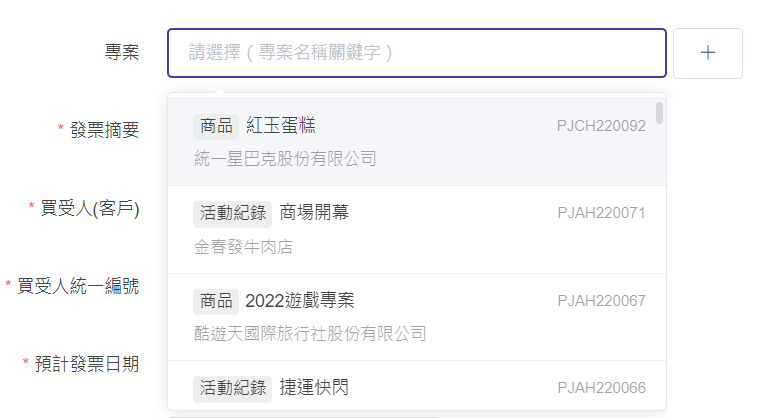 專案
請選擇（專案名稱關鍵字）
* 發票摘要
* 買受人(客戶)
* 買受人統一編號
* 預計發票日期
商品 紅玉蛋糕 PJCH220092
統一星巴克股份有限公司
活動紀錄 商場開幕 PJAH220071
金春發牛肉店
商品 2022遊戲專案 PJAH220067
酷遊天國際旅行社股份有限公司
活動紀錄 捷運快閃 PJAH220066